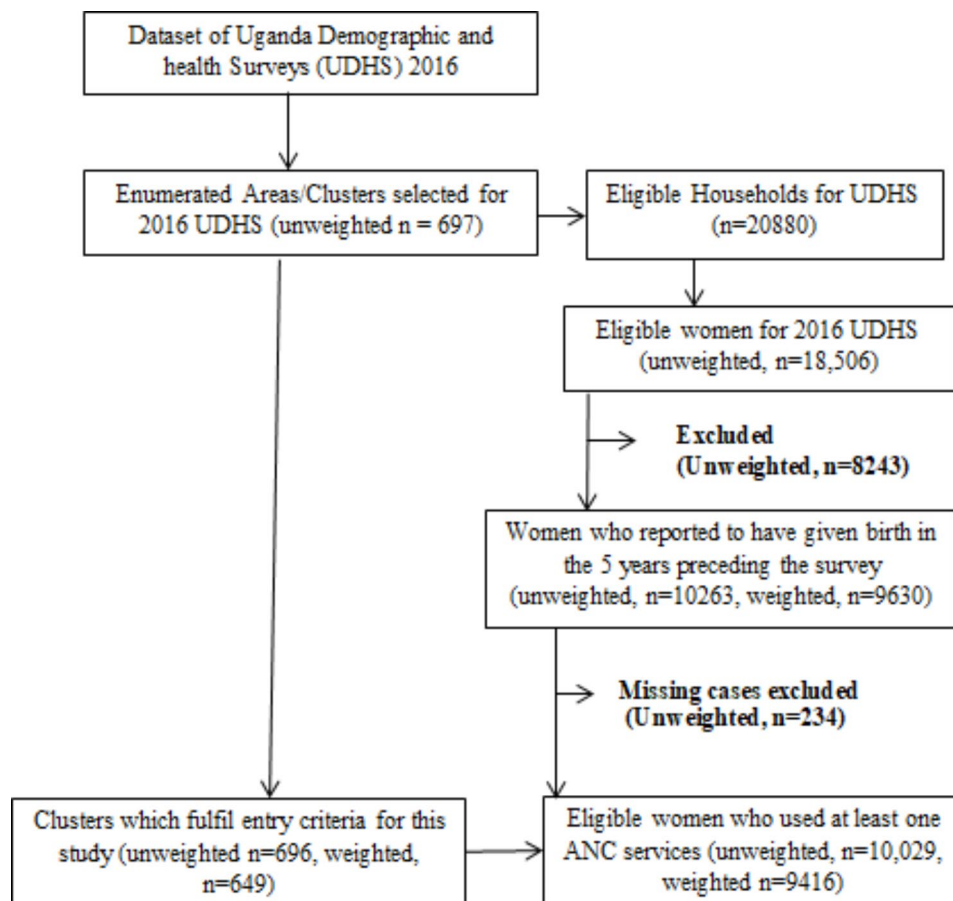 Dataset of Uganda Demographic and
health Surveys (UDHS) 2016
Enumerated Areas/Clusters selected for
2016 UDHS (unweighted n = 697)
Eligible Households for UDHS
(n=20880)
Eligible women for 2016 UDHS
(unweighted, n=18,506)
Excluded
(Unweighted, n=8243)
Women who reported to have given birth in
the 5 years preceding the survey
(unweighted, n=10263, weighted, n=9630)
Missing cases excluded
(Unweighted, n=234)
Clusters which fulfil entry criteria for this
study (unweighted n=696, weighted,
n=649)
Eligible women who used at least one
ANC services (unweighted, n=10,029,
weighted n=9416)